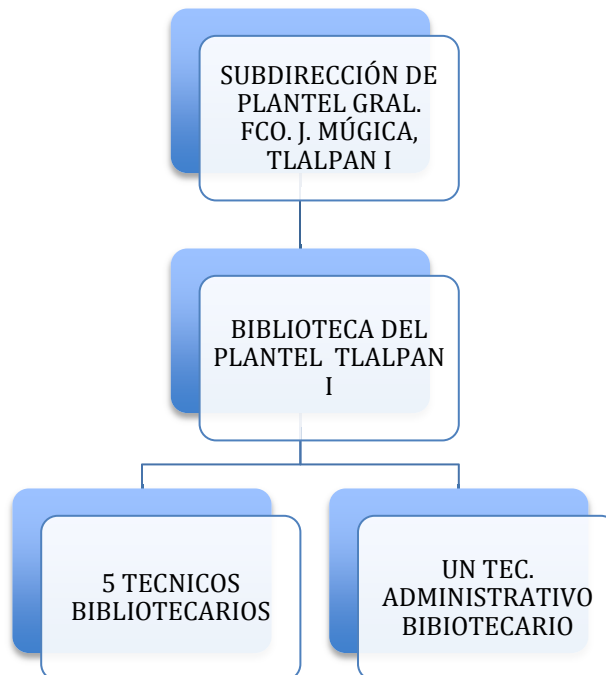 SUBDIRECCIÓN DE
PLANTEL GRAL.
FCO. J. MÚGICA,
TLALPAN I
BIBLIOTECA DEL
PLANTEL TLALPAN
I
5 TECNICOS
BIBLIOTECARIOS
UN TEC.
ADMINISTRATIVO
BIBIOTECARIO